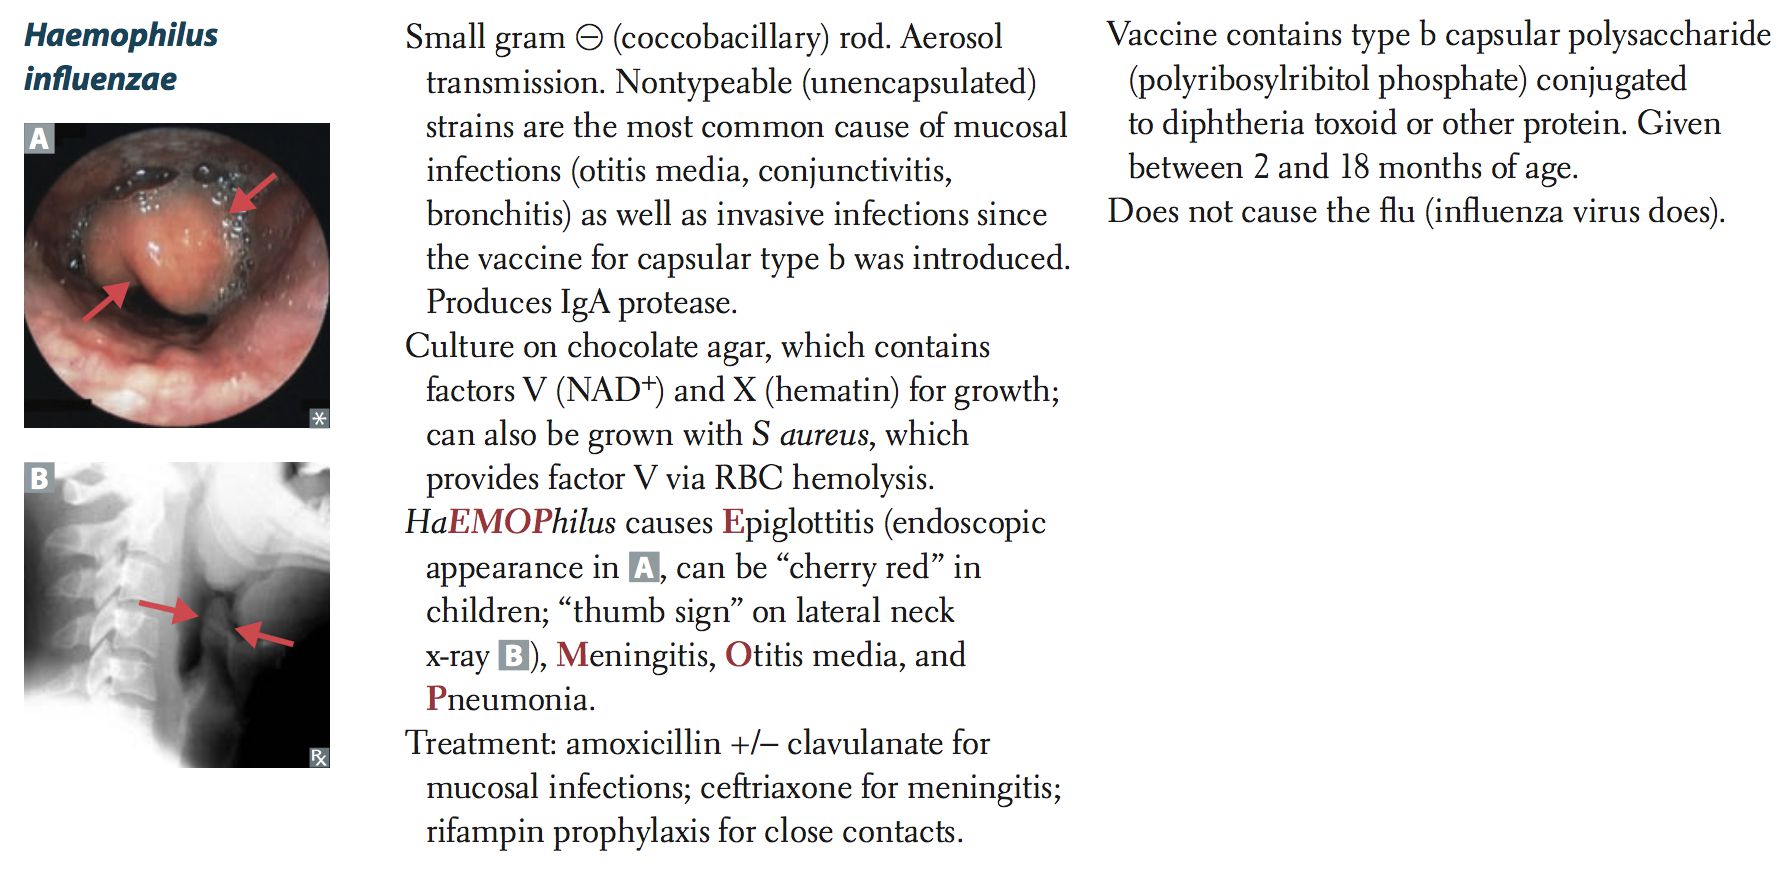 Haemophilus
influenzae
A
*
B
Rx
Small gram ⊖ (coccobacillary) rod. Aerosol
transmission. Nontypeable (unencapsulated)
strains are the most common cause of mucosal
infections (otitis media, conjunctivitis,
bronchitis) as well as invasive infections since
the vaccine for capsular type b was introduced.
Produces IgA protease.
Culture on chocolate agar, which contains
factors V (NAD+) and X (hematin) for growth;
can also be grown with S aureus, which
provides factor V via RBC hemolysis.
HaEMOPhilus causes Epiglottitis (endoscopic
appearance in A, can be “cherry red” in
children; “thumb sign” on lateral neck
x-ray B), Meningitis, Otitis media, and
Pneumonia.
Treatment: amoxicillin +/− clavulanate for
mucosal infections; ceftriaxone for meningitis;
rifampin prophylaxis for close contacts.
Vaccine contains type b capsular polysaccharide
(polyribosylribitol phosphate) conjugated
to diphtheria toxoid or other protein. Given
between 2 and 18 months of age.
Does not cause the flu (influenza virus does).